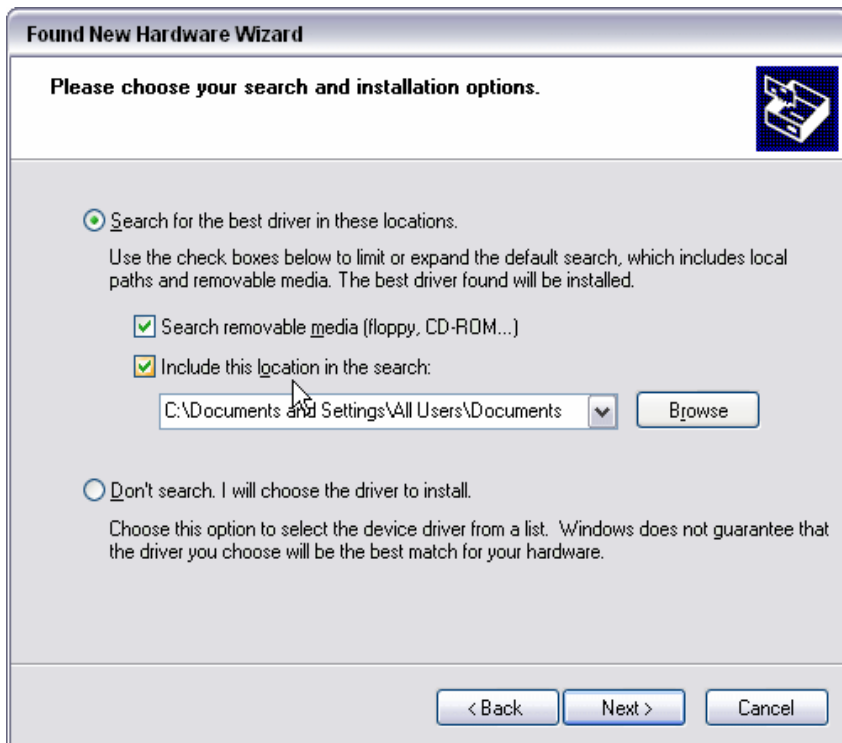 Found New Hardware Wizard
Please choose your search and installation options.
Search for the best driver in these locations.
Use the check boxes below to limit or expand the default search, which includes local
paths and removable media. The best driver found will be installed.
Search removable media (floppy, CD-ROM...)
Include this location in the search:
C:\Documents and Settings\All Users\Documents
Browse
Don't search. I will choose the driver to install.
Choose this option to select the device driver from a list.  Windows does not guarantee that
the driver you choose will be the best match for your hardware.
< Back
Next >
Cancel